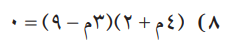 ٨) (٤م + ٢)(٣م − ٩) = ٠